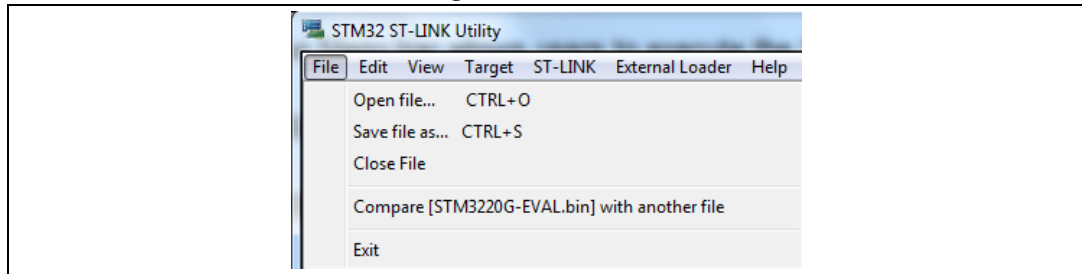 STM32 ST-LINK Utility
File Edit View Target ST-LINK External Loader Help
Open file... CTRL+O
Save file as... CTRL+S
Close File
Compare [STM3220G-EVAL.bin] with another file
Exit